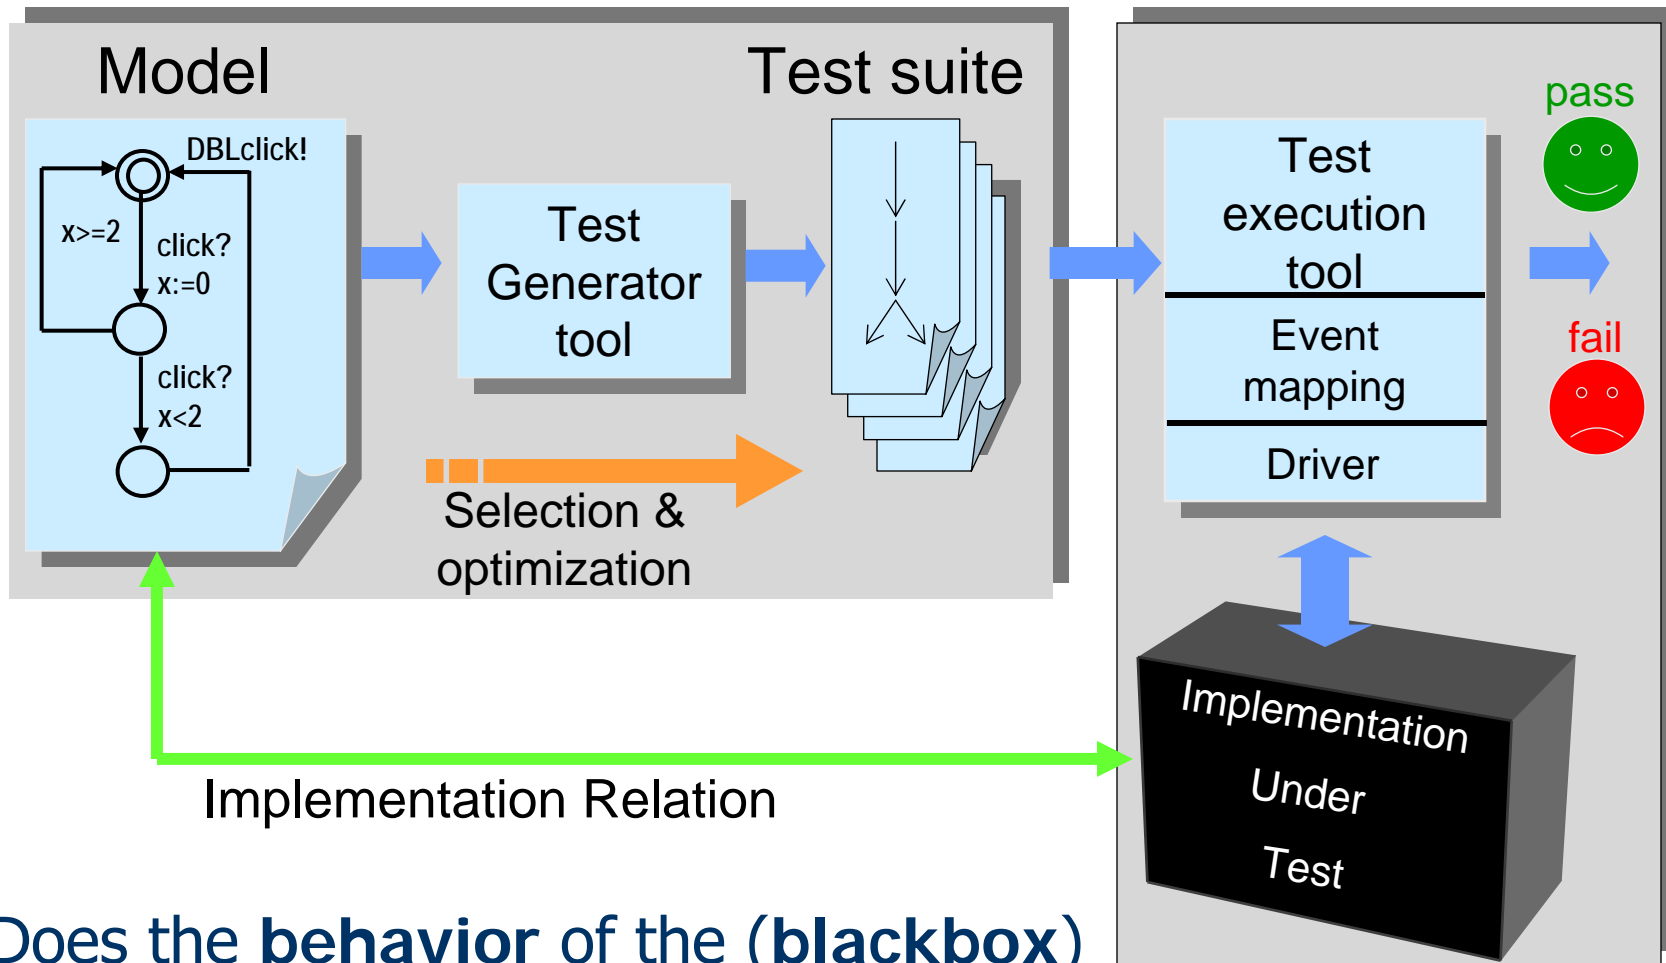 Model
DBLclick!
x>=2
click?
x:=0
click?
x<2
Test
Generator
tool
Selection &
optimization
Test suite
Test
execution
tool
Event
mapping
Driver
pass
fail
Implementation
Under
Test
Implementation Relation
Does the behavior of the (blackbox)